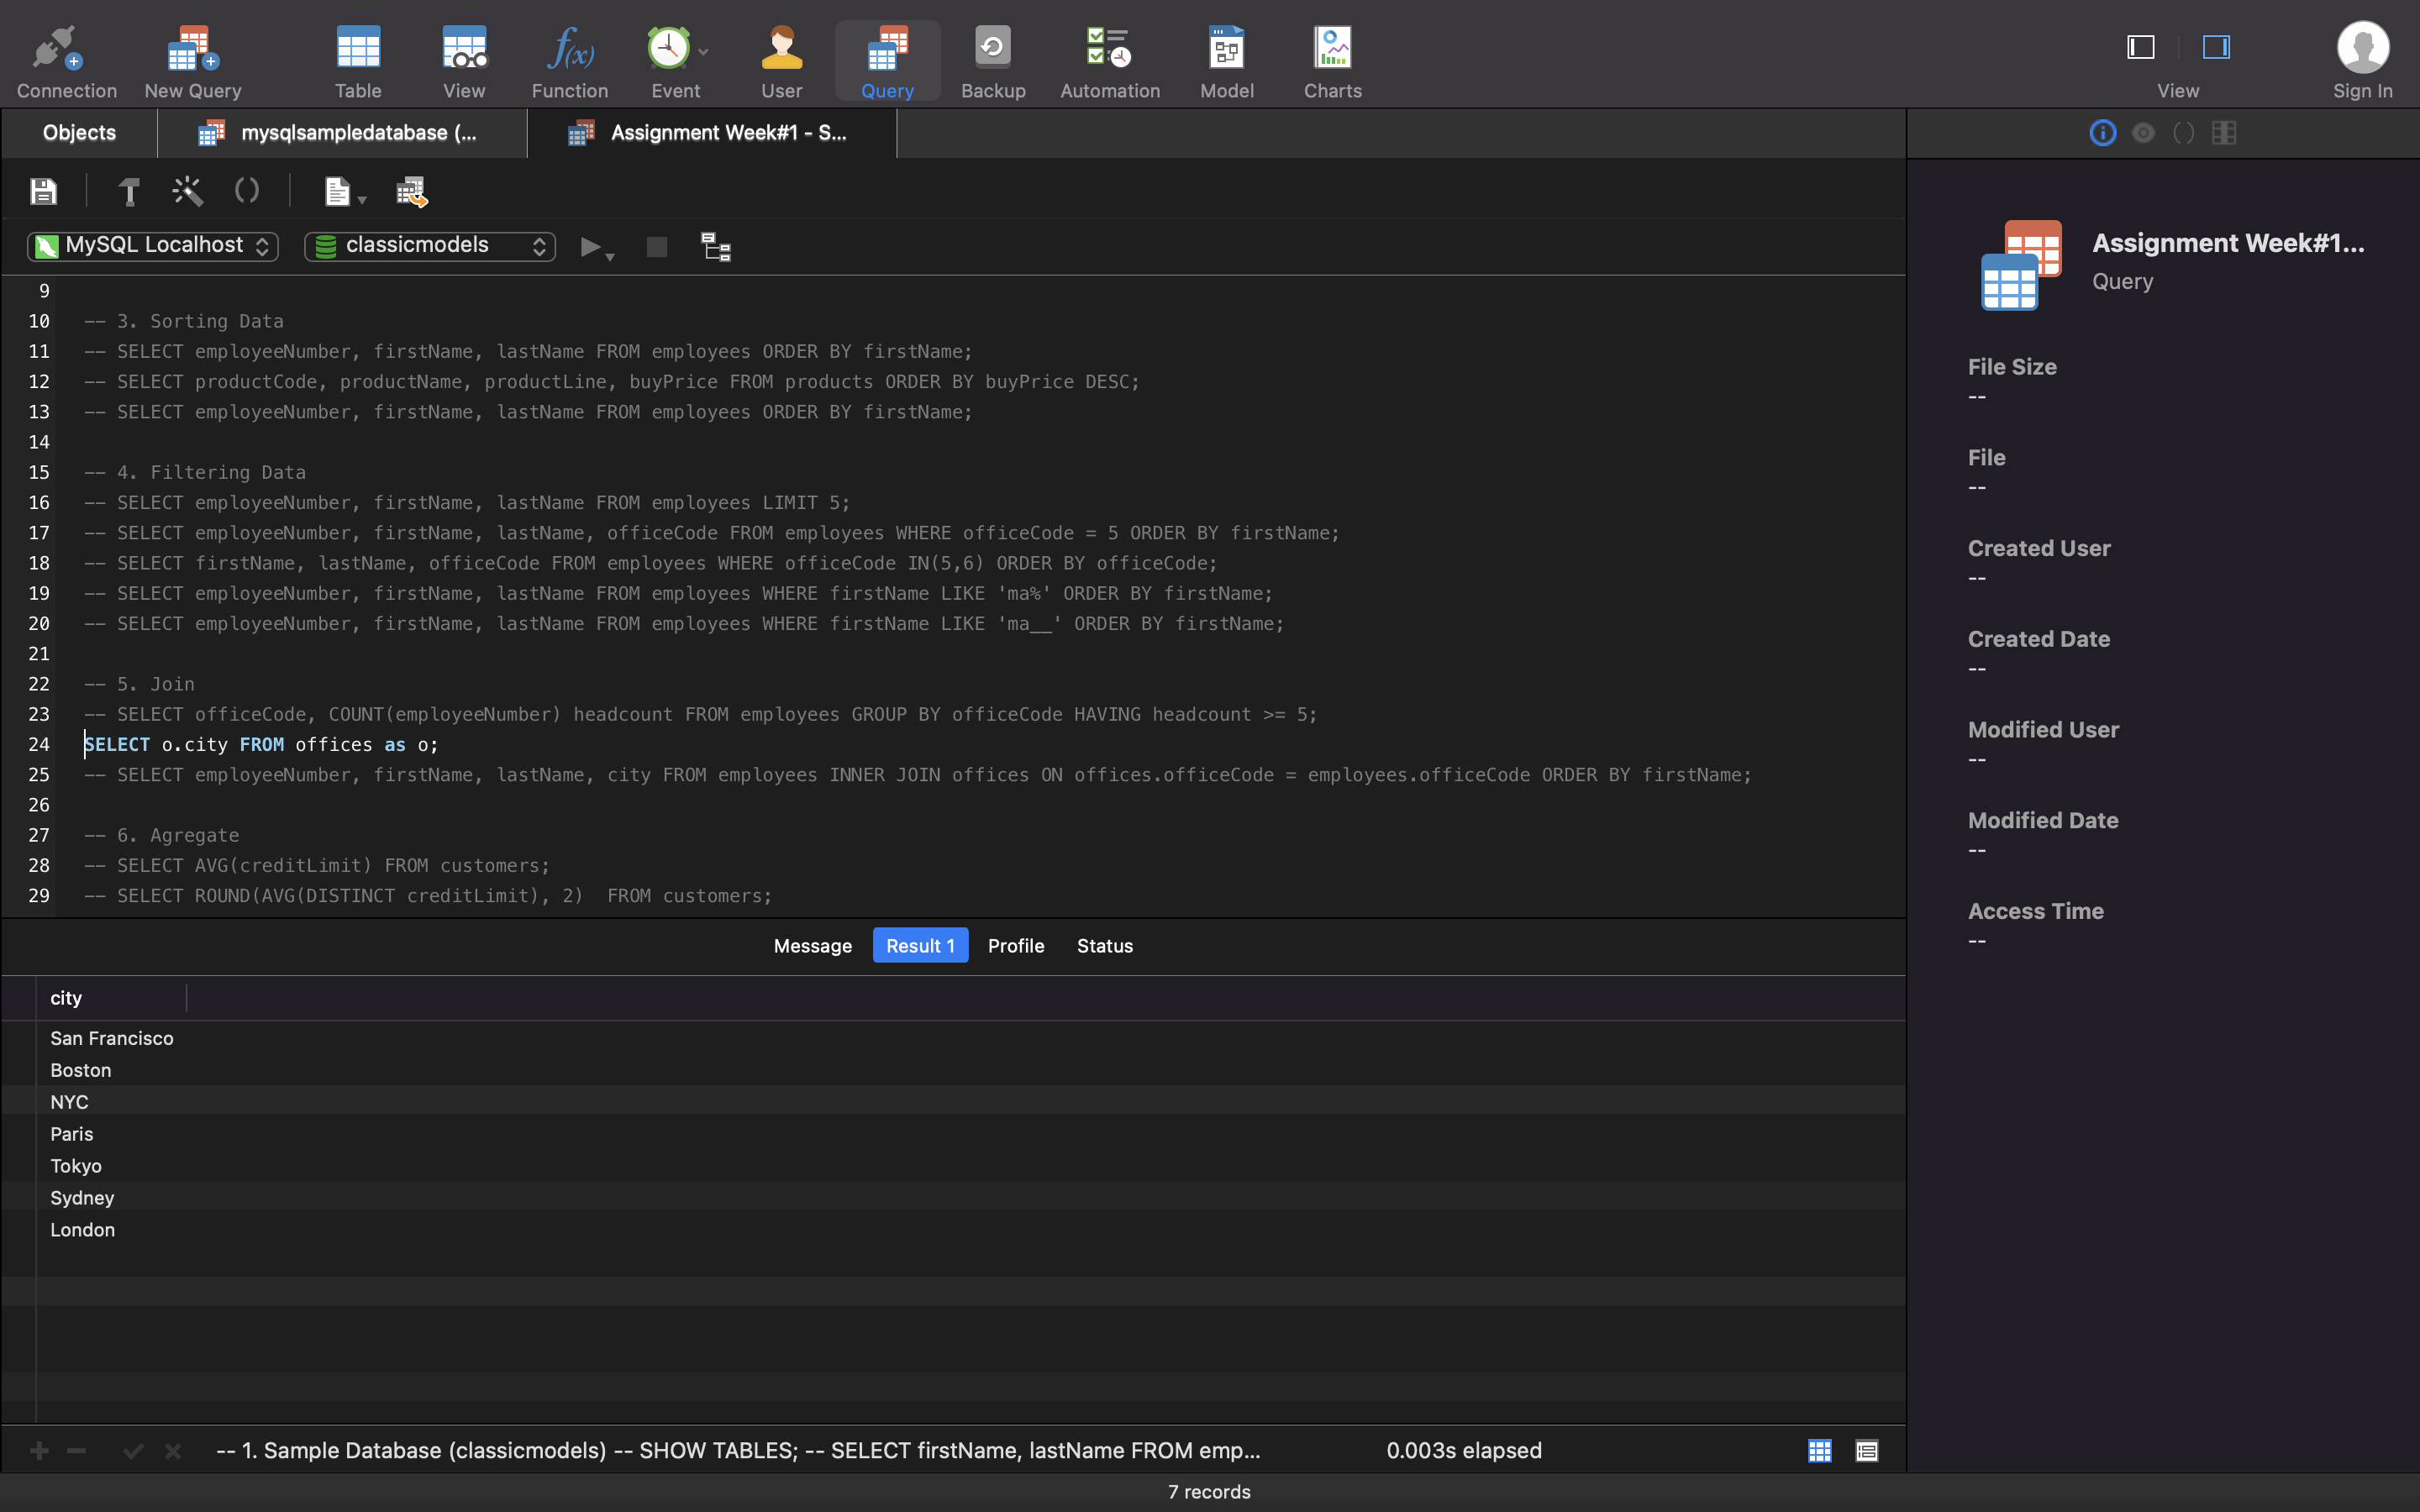 Connection New Query Table View Function Event User Query Backup Automation Model Charts View Sign In
Objects mysqlsampledatabase (... Assignment Week#1 - S...
MySQL Localhost classicmodels
9
10 -- 3. Sorting Data
11 -- SELECT employeeNumber, firstName, lastName FROM employees ORDER BY firstName;
12 -- SELECT productCode, productName, productLine, buyPrice FROM products ORDER BY buyPrice DESC;
13 -- SELECT employeeNumber, firstName, lastName FROM employees ORDER BY firstName;
14
15 -- 4. Filtering Data
16 -- SELECT employeeNumber, firstName, lastName FROM employees LIMIT 5;
17 -- SELECT employeeNumber, firstName, lastName, officeCode FROM employees WHERE officeCode = 5 ORDER BY firstName;
18 -- SELECT firstName, lastName, officeCode FROM employees WHERE officeCode IN(5,6) ORDER BY officeCode;
19 -- SELECT employeeNumber, firstName, lastName FROM employees WHERE firstName LIKE 'ma%' ORDER BY firstName;
20 -- SELECT employeeNumber, firstName, lastName FROM employees WHERE firstName LIKE 'ma__' ORDER BY firstName;
21
22 -- 5. Join
23 -- SELECT officeCode, COUNT(employeeNumber) headcount FROM employees GROUP BY officeCode HAVING headcount >= 5;
24 SELECT o.city FROM offices as o;
25 -- SELECT employeeNumber, firstName, lastName, city FROM employees INNER JOIN offices ON offices.officeCode = employees.officeCode ORDER BY firstName;
26
27 -- 6. Agregate
28 -- SELECT AVG(creditLimit) FROM customers;
29 -- SELECT ROUND(AVG(DISTINCT creditLimit), 2)  FROM customers;
Message Result 1 Profile Status
city
San Francisco
Boston
NYC
Paris
Tokyo
Sydney
London
-- 1. Sample Database (classicmodels) -- SHOW TABLES; -- SELECT firstName, lastName FROM emp... 0.003s elapsed
7 records
Assignment Week#1...
Query
File Size
--
File
--
Created User
--
Created Date
--
Modified User
--
Modified Date
--
Access Time
--